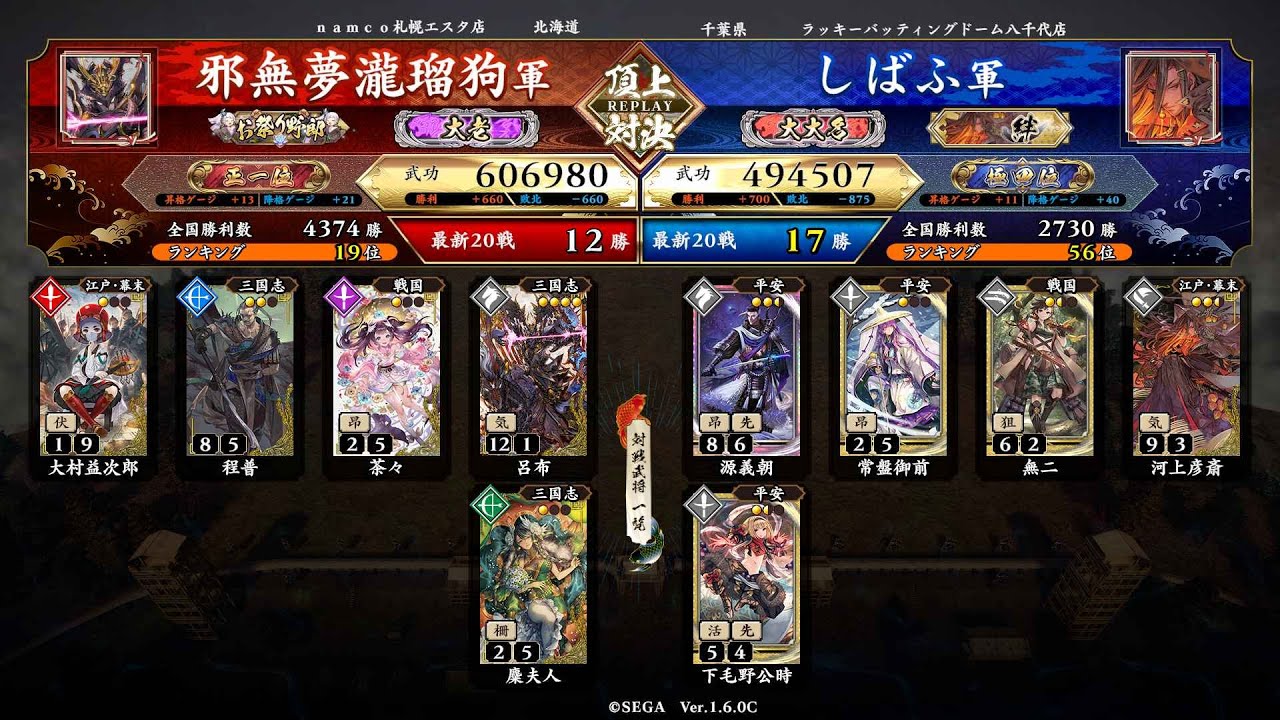 namco札幌エスタ店 北海道
千葉県 ラッキーバッティングドーム八千代店
邪無夢瀧瑠狗軍
頂上
REPLAY
対決
しばふ軍
お祭り野郎
大老
大大名
絆
正一位
武功 606980
武功 494507
極皇位
昇格ゲージ +13 降格ゲージ +21
勝利 +660 敗北 -660
勝利 +700 敗北 -875
昇格ゲージ +11 降格ゲージ +40
全国勝利数 4374勝
ランキング 19位
最新20戦 12勝
最新20戦 17勝
全国勝利数 2730勝
ランキング 56位
江戸・幕末
伏
1 9
大村益次郎
三国志
8 5
程普
戦国
昂
2 5
茶々
三国志
気
12 1
呂布
平安
昂 先
8 6
源義朝
平安
昂
2 5
常盤御前
戦国
狙
6 2
無二
江戸・幕末
気
9 3
河上彦斎
対戦武将一覧
三国志
柵
2 5
麋夫人
平安
活 先
5 4
下毛野公時
©SEGA Ver.1.6.0C